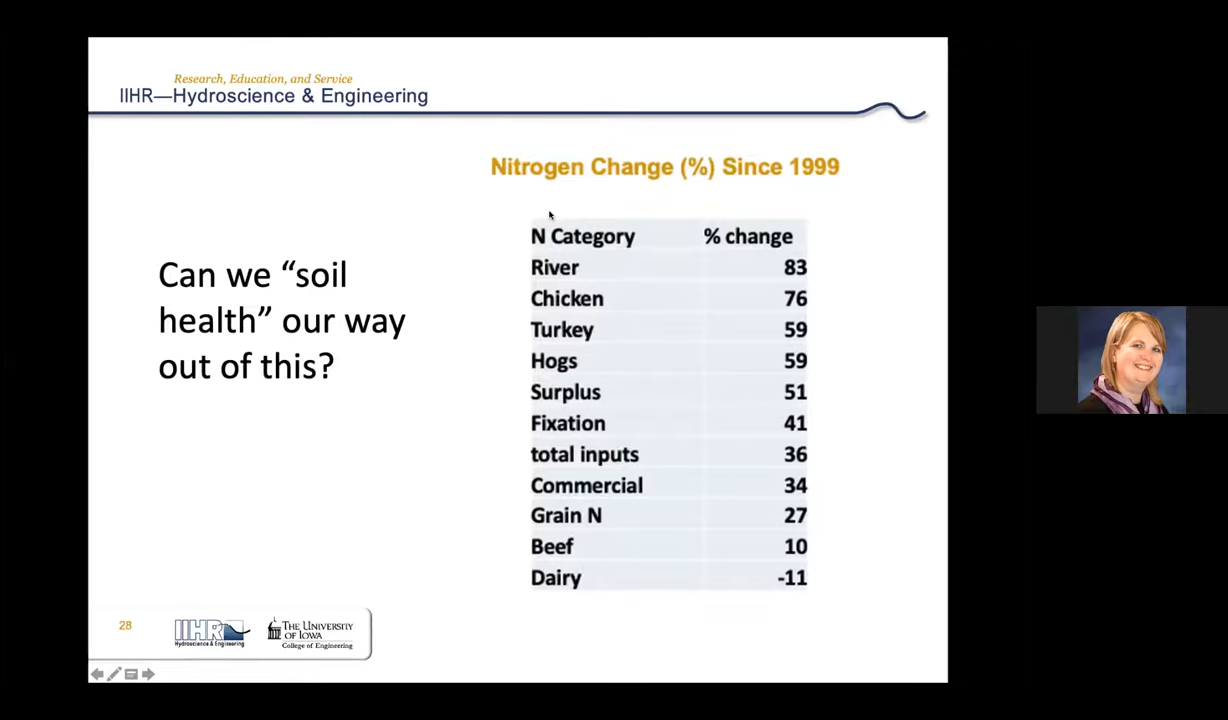 Research, Education, and Service
IIHR—Hydroscience & Engineering
Nitrogen Change (%) Since 1999
Can we “soil
health” our way
out of this?
N Category % change
River 83
Chicken 76
Turkey 59
Hogs 59
Surplus 51
Fixation 41
total inputs 36
Commercial 34
Grain N 27
Beef 10
Dairy -11
28
IIHR
Hydroscience & Engineering
THE UNIVERSITY
OF IOWA
College of Engineering